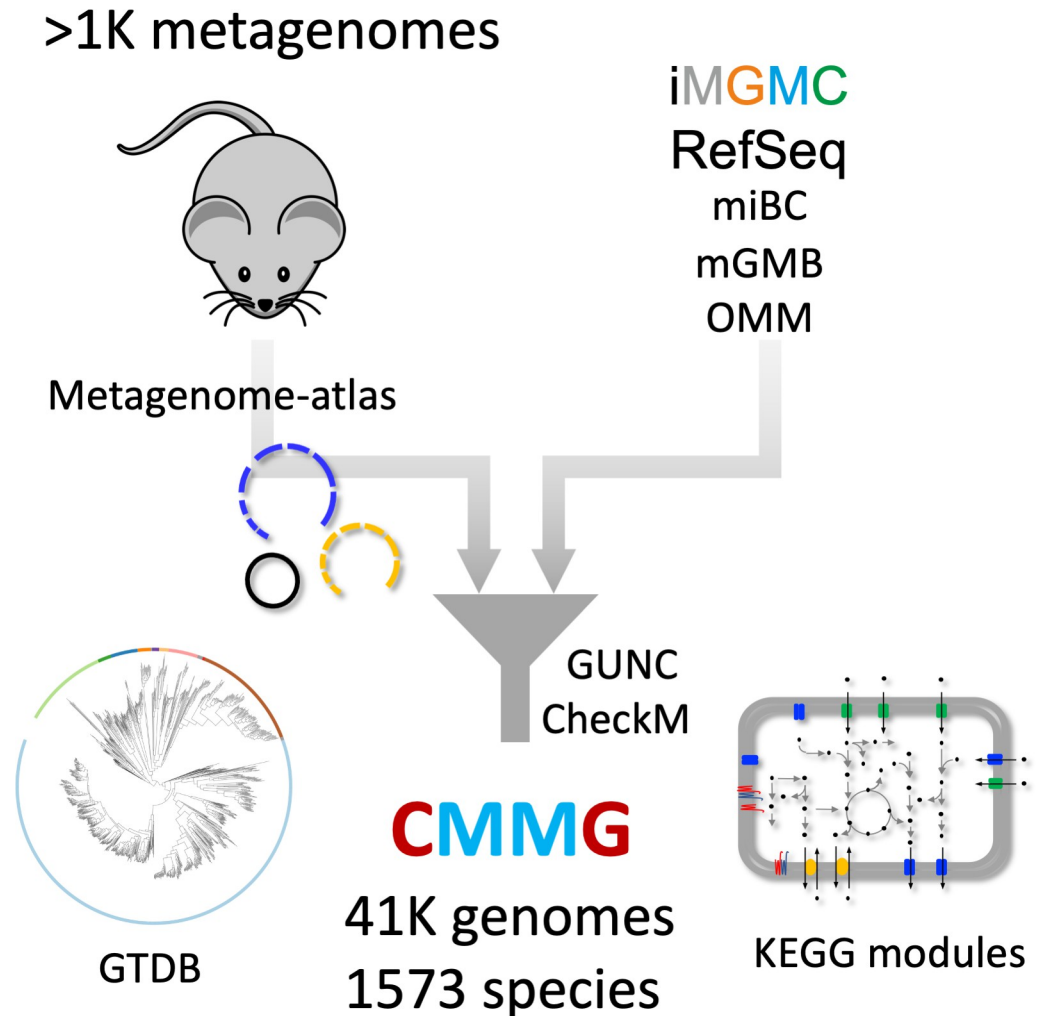 >1K metagenomes
iMGMC
RefSeq
miBC
mGMB
OMM
Metagenome-atlas
GUNC
CheckM
CMMG
41K genomes
1573 species
GTDB
KEGG modules